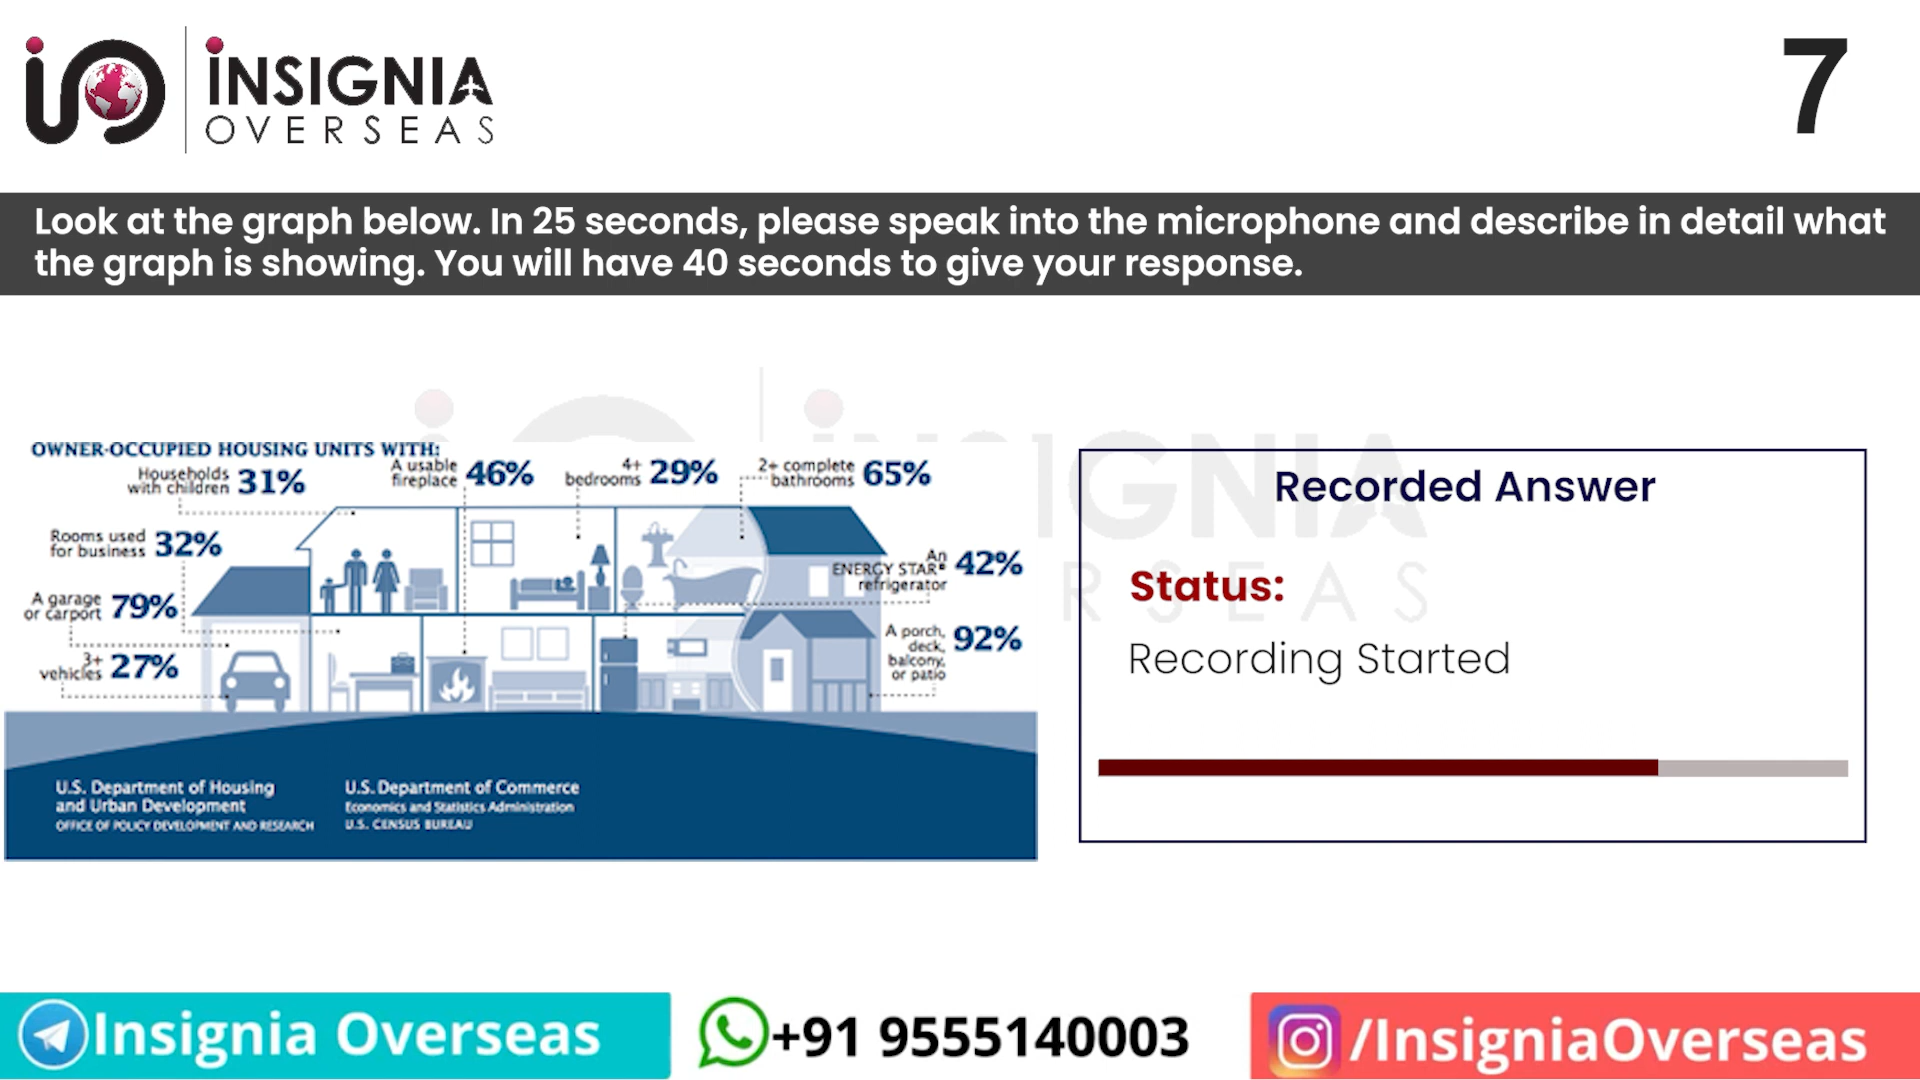 iNSIGNIA
OVERSEAS
7
Look at the graph below. In 25 seconds, please speak into the microphone and describe in detail what
the graph is showing. You will have 40 seconds to give your response.
OWNER-OCCUPIED HOUSING UNITS WITH:
Households
with children 31%
A usable
fireplace 46%
4+
bedrooms 29%
2+ complete
bathrooms 65%
Rooms used
for business 32%
An
ENERGY STAR®
refrigerator 42%
A garage
or carport 79%
A porch,
deck,
balcony,
or patio 92%
3+
vehicles 27%
U.S. Department of Housing
and Urban Development
OFFICE OF POLICY DEVELOPMENT AND RESEARCH
U.S. Department of Commerce
Economics and Statistics Administration
U.S. CENSUS BUREAU
Recorded Answer
Status:
Recording Started
Insignia Overseas
+91 9555140003
/InsigniaOverseas